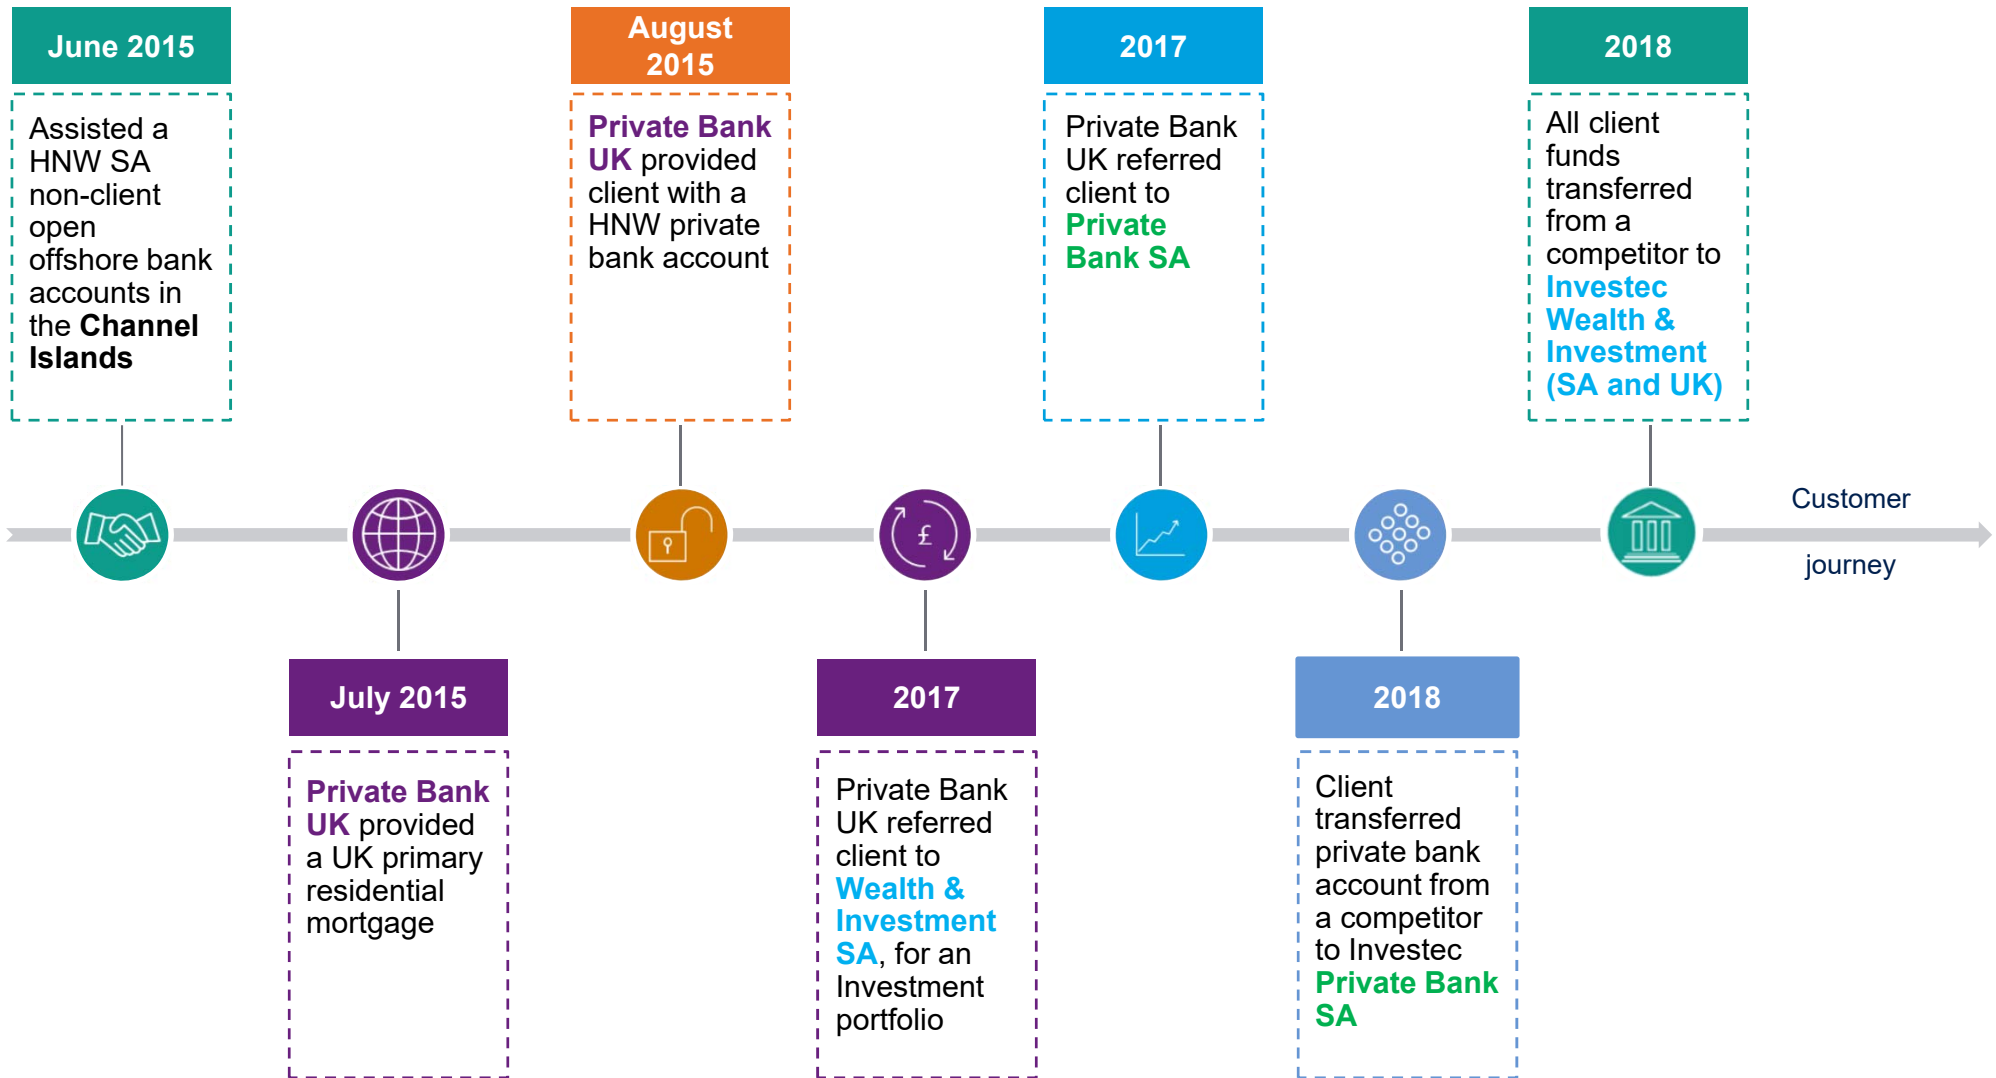 June 2015
Assisted a
HNW SA
non-client
open
offshore bank
accounts in
the Channel
Islands
August
2015
Private Bank
UK provided
client with a
HNW private
bank account
2017
Private Bank
UK referred
client to
Private
Bank SA
2018
All client
funds
transferred
from a
competitor to
Investec
Wealth &
Investment
(SA and UK)
£
Customer
journey
July 2015
Private Bank
UK provided
a UK primary
residential
mortgage
2017
Private Bank
UK referred
client to
Wealth &
Investment
SA, for an
Investment
portfolio
2018
Client
transferred
private bank
account from
a competitor
to Investec
Private Bank
SA